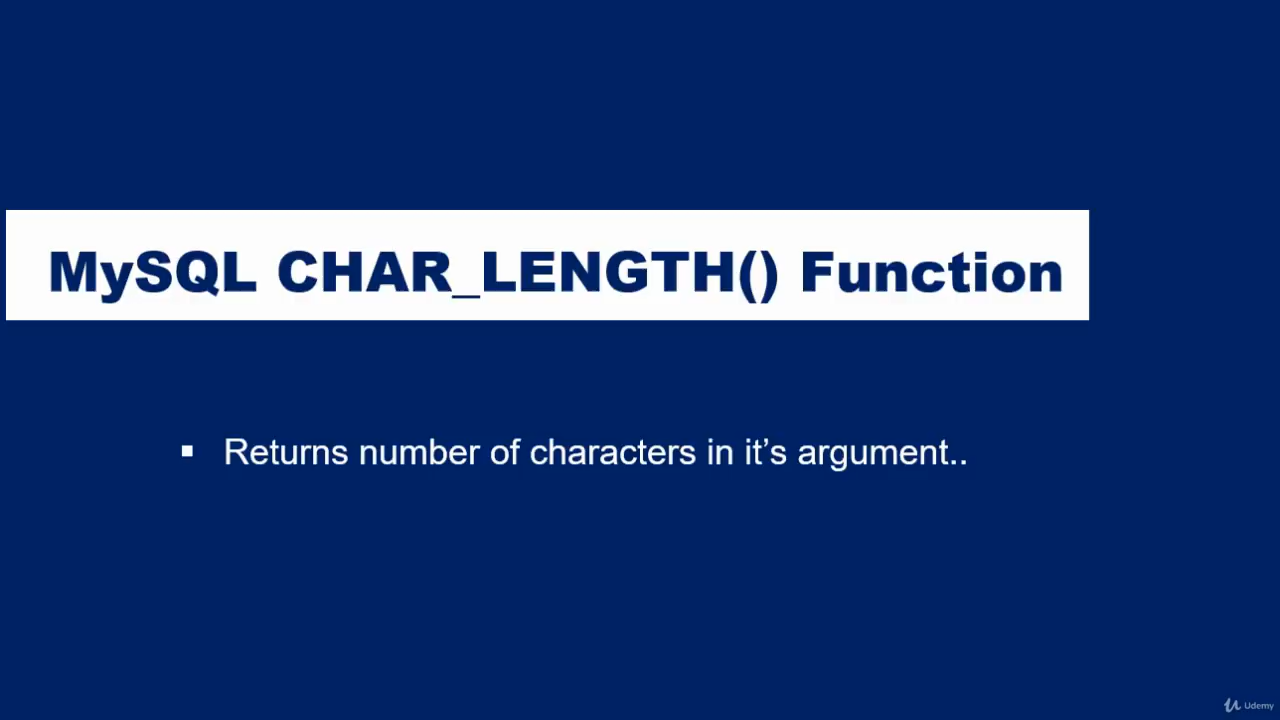 MySQL CHAR_LENGTH() Function
▪ Returns number of characters in it’s argument..
Udemy